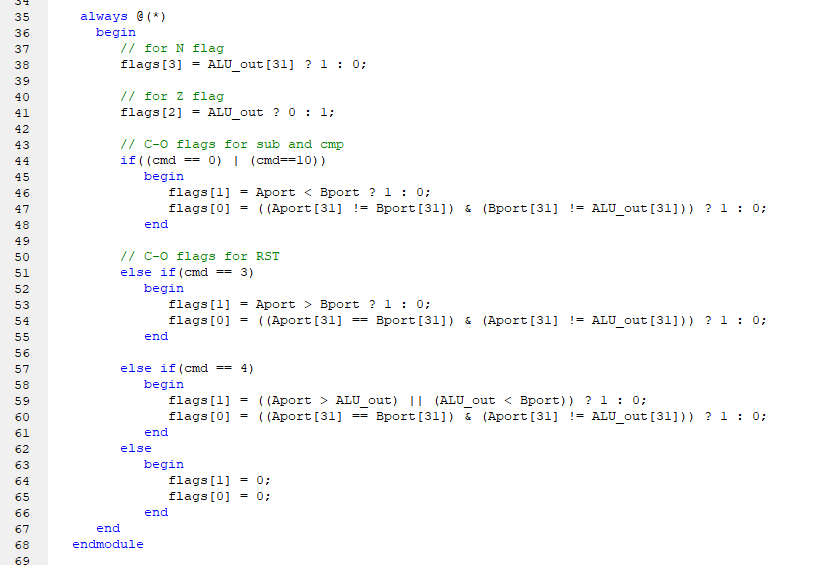 34
35 always @(*)
36 begin
37 // for N flag
38 flags[3] = ALU_out[31] ? 1 : 0;
39
40 // for Z flag
41 flags[2] = ALU_out ? 0 : 1;
42
43 // C-O flags for sub and cmp
44 if((cmd == 0) | (cmd==10))
45 begin
46 flags[1] = Aport < Bport ? 1 : 0;
47 flags[0] = ((Aport[31] != Bport[31]) & (Bport[31] != ALU_out[31])) ? 1 : 0;
48 end
49
50 // C-O flags for RST
51 else if(cmd == 3)
52 begin
53 flags[1] = Aport > Bport ? 1 : 0;
54 flags[0] = ((Aport[31] == Bport[31]) & (Aport[31] != ALU_out[31])) ? 1 : 0;
55 end
56
57 else if(cmd == 4)
58 begin
59 flags[1] = ((Aport > ALU_out) || (ALU_out < Bport)) ? 1 : 0;
60 flags[0] = ((Aport[31] == Bport[31]) & (Aport[31] != ALU_out[31])) ? 1 : 0;
61 end
62 else
63 begin
64 flags[1] = 0;
65 flags[0] = 0;
66 end
67 end
68 endmodule
69